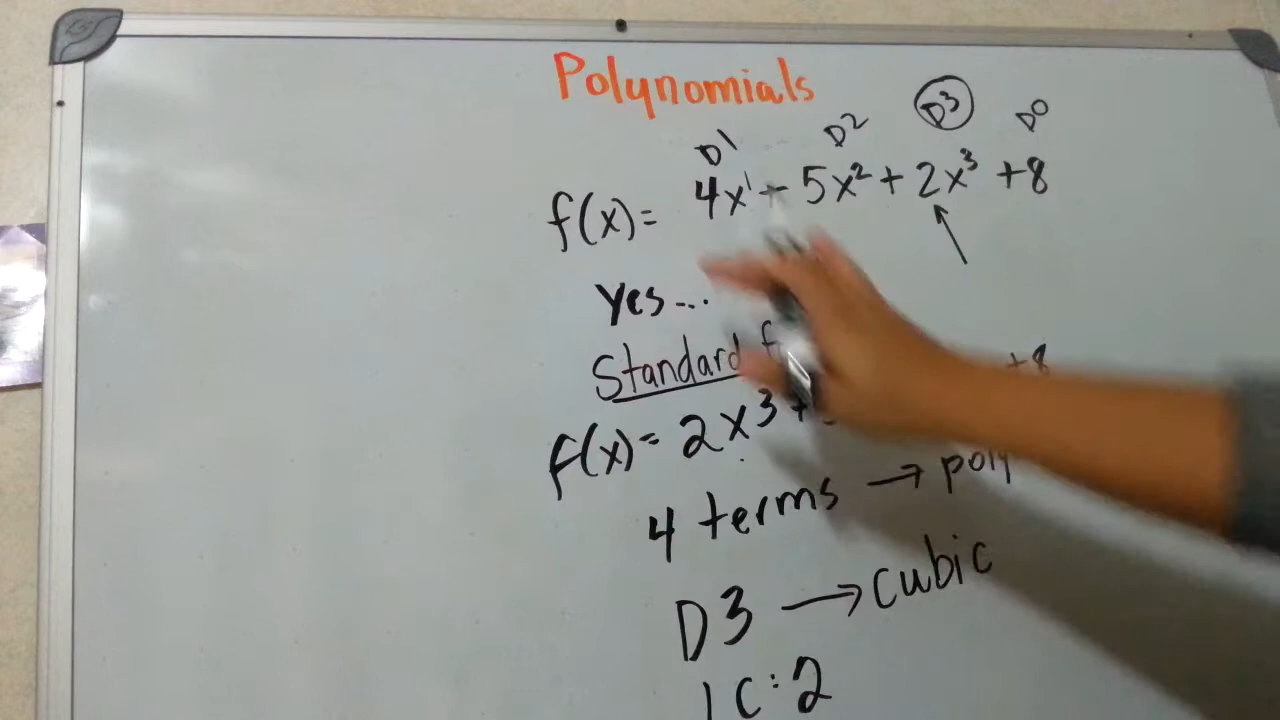 Polynomials
D¹ D² D³ D⁰
f(x) = 4x¹ + 5x² + 2x³ + 8
Yes...
Standard f
f(x) = 2x³ + +8
4 terms → poly
D3 → cubic
LC: 2